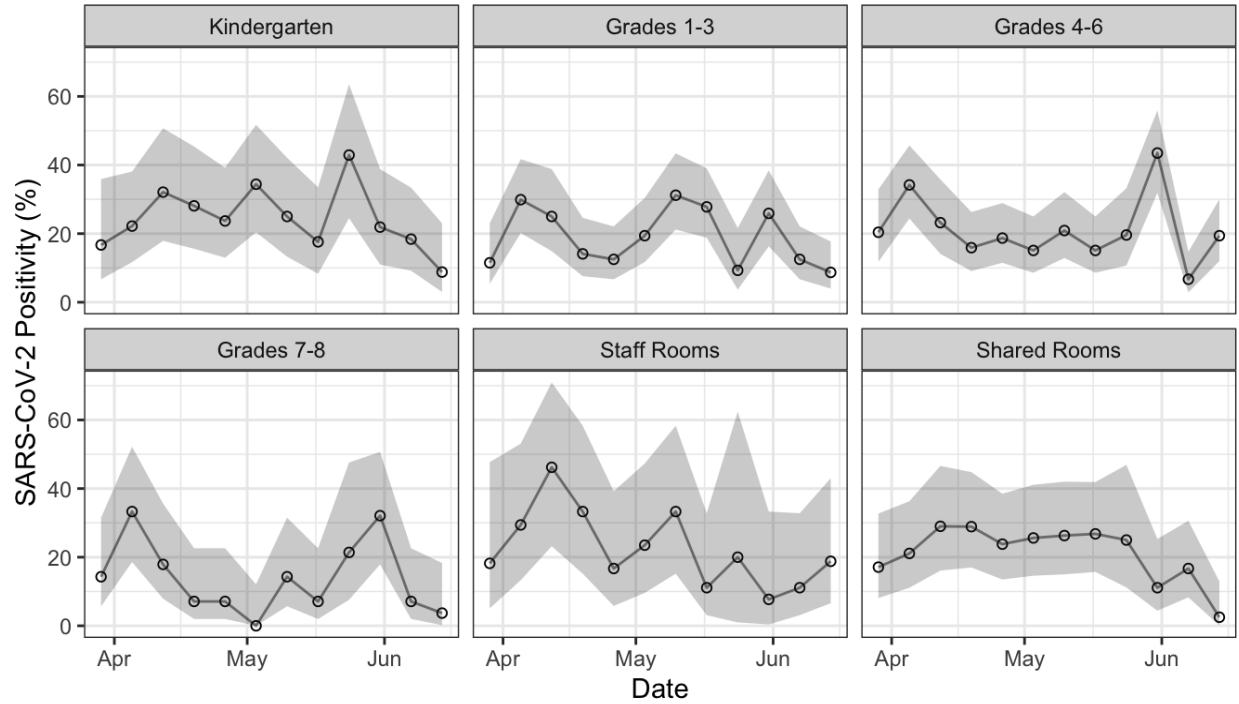 Kindergarten Grades 1-3 Grades 4-6
60
40
20
0
Grades 7-8 Staff Rooms Shared Rooms
60
40
20
0
Apr May Jun Apr May Jun Apr May Jun
Date
SARS-CoV-2 Positivity (%)